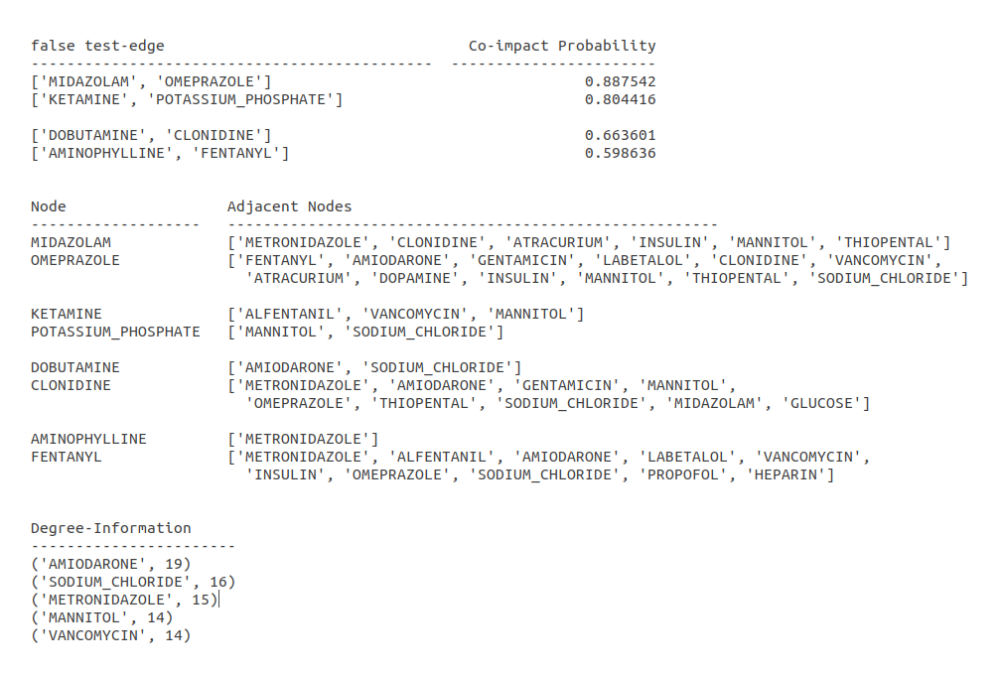 false test-edge Co-impact Probability
--------------------------------------------- -----------------------
['MIDAZOLAM', 'OMEPRAZOLE'] 0.887542
['KETAMINE', 'POTASSIUM_PHOSPHATE'] 0.804416
['DOBUTAMINE', 'CLONIDINE'] 0.663601
['AMINOPHYLLINE', 'FENTANYL'] 0.598636
Node Adjacent Nodes
------------------- -------------------------------------------------------
MIDAZOLAM ['METRONIDAZOLE', 'CLONIDINE', 'ATRACURIUM', 'INSULIN', 'MANNITOL', 'THIOPENTAL']
OMEPRAZOLE ['FENTANYL', 'AMIODARONE', 'GENTAMICIN', 'LABETALOL', 'CLONIDINE', 'VANCOMYCIN',
'ATRACURIUM', 'DOPAMINE', 'INSULIN', 'MANNITOL', 'THIOPENTAL', 'SODIUM_CHLORIDE']
KETAMINE ['ALFENTANIL', 'VANCOMYCIN', 'MANNITOL']
POTASSIUM_PHOSPHATE ['MANNITOL', 'SODIUM_CHLORIDE']
DOBUTAMINE ['AMIODARONE', 'SODIUM_CHLORIDE']
CLONIDINE ['METRONIDAZOLE', 'AMIODARONE', 'GENTAMICIN', 'MANNITOL',
'OMEPRAZOLE', 'THIOPENTAL', 'SODIUM_CHLORIDE', 'MIDAZOLAM', 'GLUCOSE']
AMINOPHYLLINE ['METRONIDAZOLE']
FENTANYL ['METRONIDAZOLE', 'ALFENTANIL', 'AMIODARONE', 'LABETALOL', 'VANCOMYCIN',
'INSULIN', 'OMEPRAZOLE', 'SODIUM_CHLORIDE', 'PROPOFOL', 'HEPARIN']
Degree-Information
-----------------------
('AMIODARONE', 19)
('SODIUM_CHLORIDE', 16)
('METRONIDAZOLE', 15)
('MANNITOL', 14)
('VANCOMYCIN', 14)